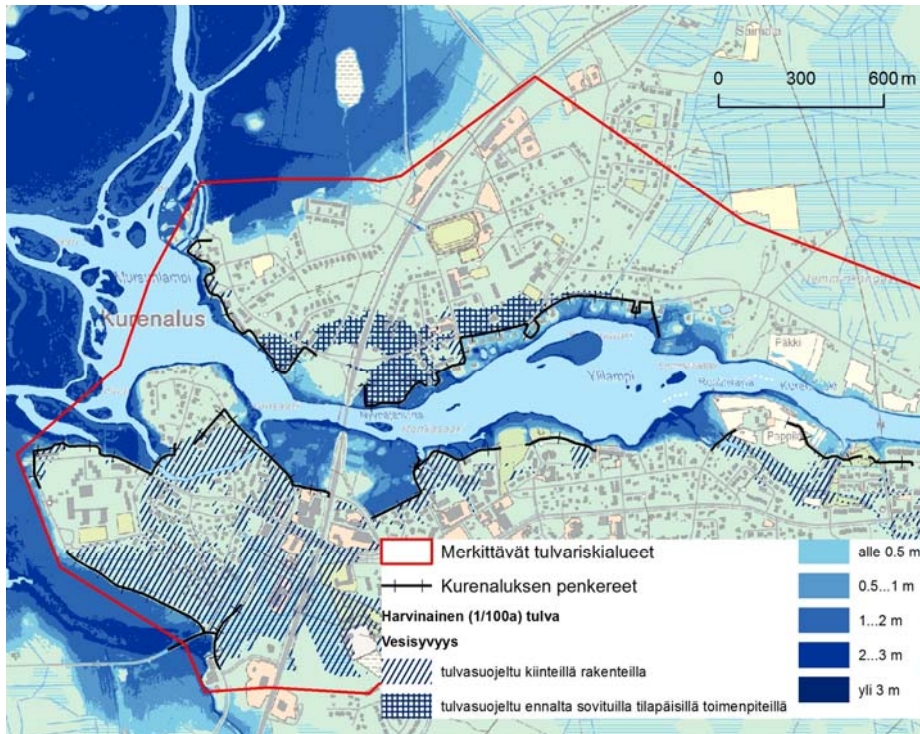 0 300 600 m
Kurenalus
Ylilampi
Pakki
Pappila
Merkittävät tulvariskialueet
Kurenaluksen penkereet
Harvinainen (1/100a) tulva
Vesisyvyys
tulvasuojeltu kiinteillä rakenteilla
tulvasuojeltu ennalta sovituilla tilapäisillä toimenpiteillä
alle 0.5 m
0.5...1 m
1...2 m
2...3 m
yli 3 m